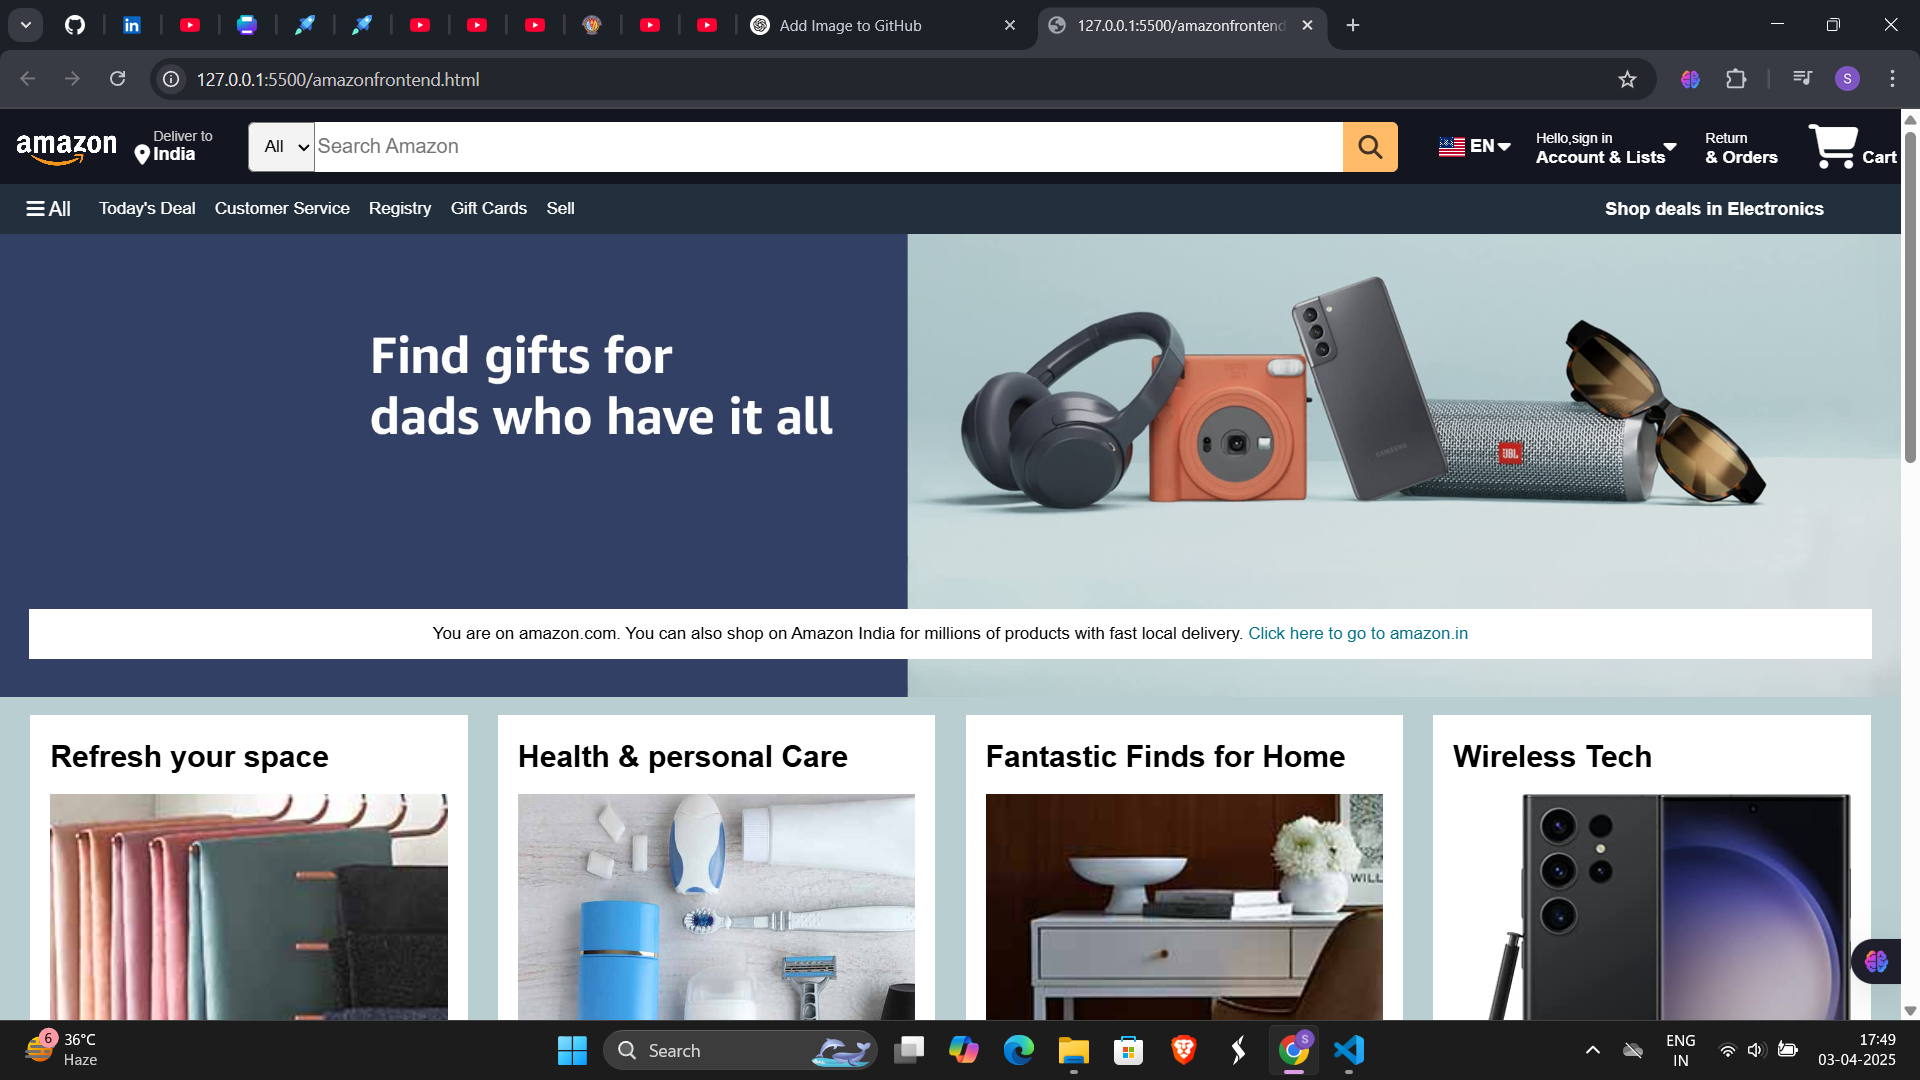 Add Image to GitHub
127.0.0.1:5500/amazonfrontend
127.0.0.1:5500/amazonfrontend.html
S
amazon
Deliver to
India
All
Search Amazon
EN
Hello,sign in
Account & Lists
Return
& Orders
Cart
All
Today's Deal
Customer Service
Registry
Gift Cards
Sell
Shop deals in Electronics
Find gifts for
dads who have it all
SAMSUNG
JBL
You are on amazon.com. You can also shop on Amazon India for millions of products with fast local delivery. Click here to go to amazon.in
Refresh your space
Health & personal Care
Fantastic Finds for Home
Wireless Tech
WILL
6
36°C
Haze
Search
S
ENG
IN
17:49
03-04-2025